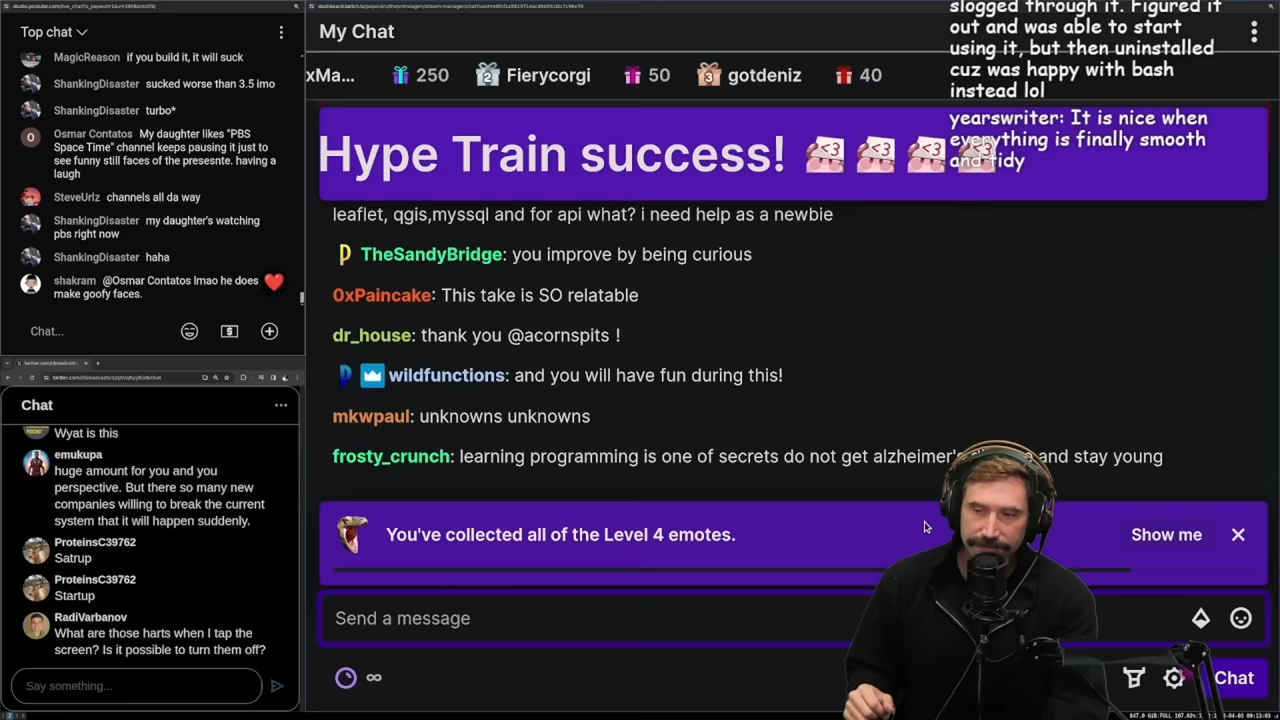 Top chat
MagicReason if you build it, it will suck
ShankingDisaster sucked worse than 3.5 imo
ShankingDisaster turbo*
O
Osmar Contatos My daughter likes "PBS
Space Time" channel keeps pausing it just to
see funny still faces of the presesnte. having a
laugh
SteveUrlz channels all da way
ShankingDisaster my daughter's watching
pbs right now
ShankingDisaster haha
shakram @Osmar Contatos lmao he does
make goofy faces.
Chat...
Chat
Wyat is this
emukupa
huge amount for you and you
perspective. But there so many new
companies willing to break the current
system that it will happen suddenly.
ProteinsC39762
Satrup
ProteinsC39762
Startup
RadiVarbanov
What are those harts when I tap the
screen? Is it possible to turn them off?
Say something...
My Chat
xMa... 250 2 Fierycorgi 50 3 gotdeniz 40
Hype Train success! <3 <3 <3 <3
leaflet, qgis,myssql and for api what? i need help as a newbie
TheSandyBridge: you improve by being curious
0xPaincake: This take is SO relatable
dr_house: thank you @acornspits !
wildfunctions: and you will have fun during this!
mkwpaul: unknowns unknowns
frosty_crunch: learning programming is one of secrets do not get alzheimer's and stay young
You've collected all of the Level 4 emotes.
Show me
Send a message
Chat
slogged through it. Figured it
out and was able to start
using it, but then uninstalled
cuz was happy with bash
instead lol
yearswriter: It is nice when
everything is finally smooth
and tidy